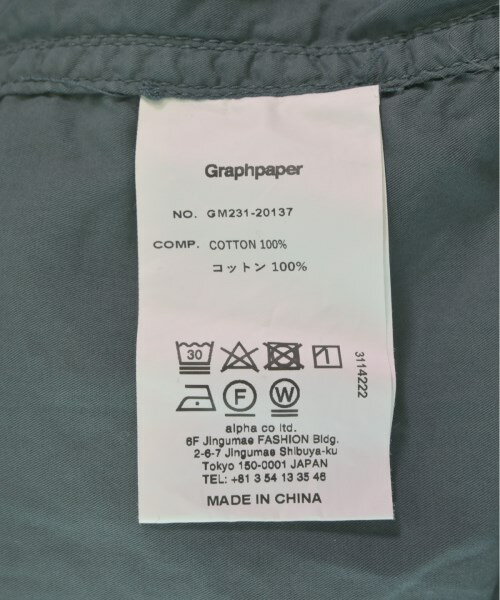 Graphpaper
NO. GM231-20137
COMP. COTTON 100%
コットン 100%
30
3114222
F W
alpha co ltd.
6F Jingumae FASHION Bldg.
2-6-7 Jingumae Shibuya-ku
Tokyo 150-0001 JAPAN
TEL: +81 3 54 13 35 46
MADE IN CHINA